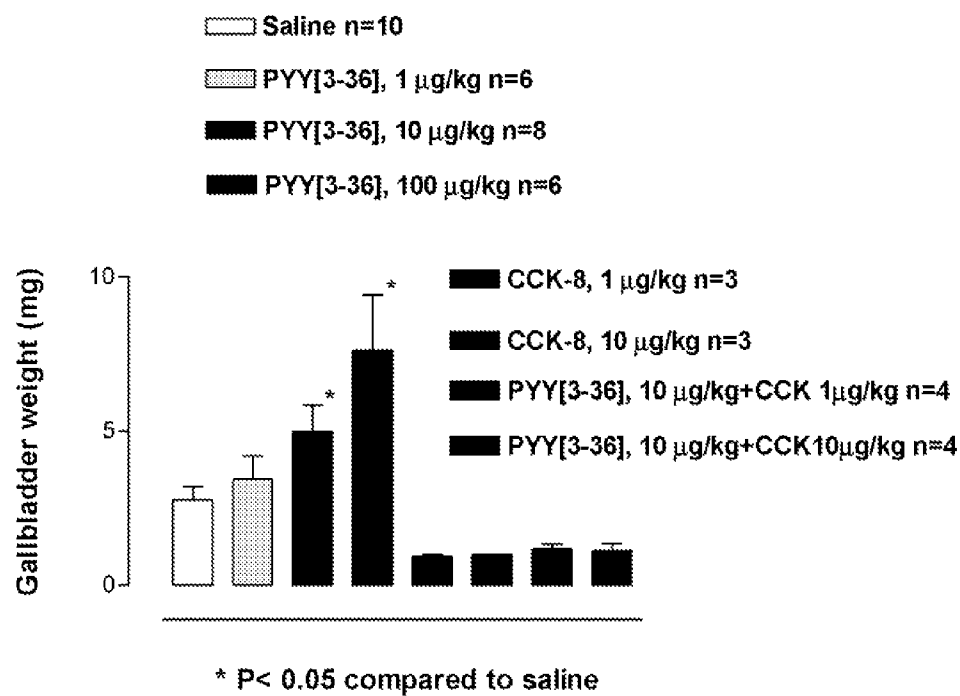 Saline n=10
PYY[3-36], 1 μg/kg n=6
PYY[3-36], 10 μg/kg n=8
PYY[3-36], 100 μg/kg n=6
Gallbladder weight (mg)
10
5
0
*
*
CCK-8, 1 μg/kg n=3
CCK-8, 10 μg/kg n=3
PYY[3-36], 10 μg/kg+CCK 1μg/kg n=4
PYY[3-36], 10 μg/kg+CCK10μg/kg n=4
* P< 0.05 compared to saline